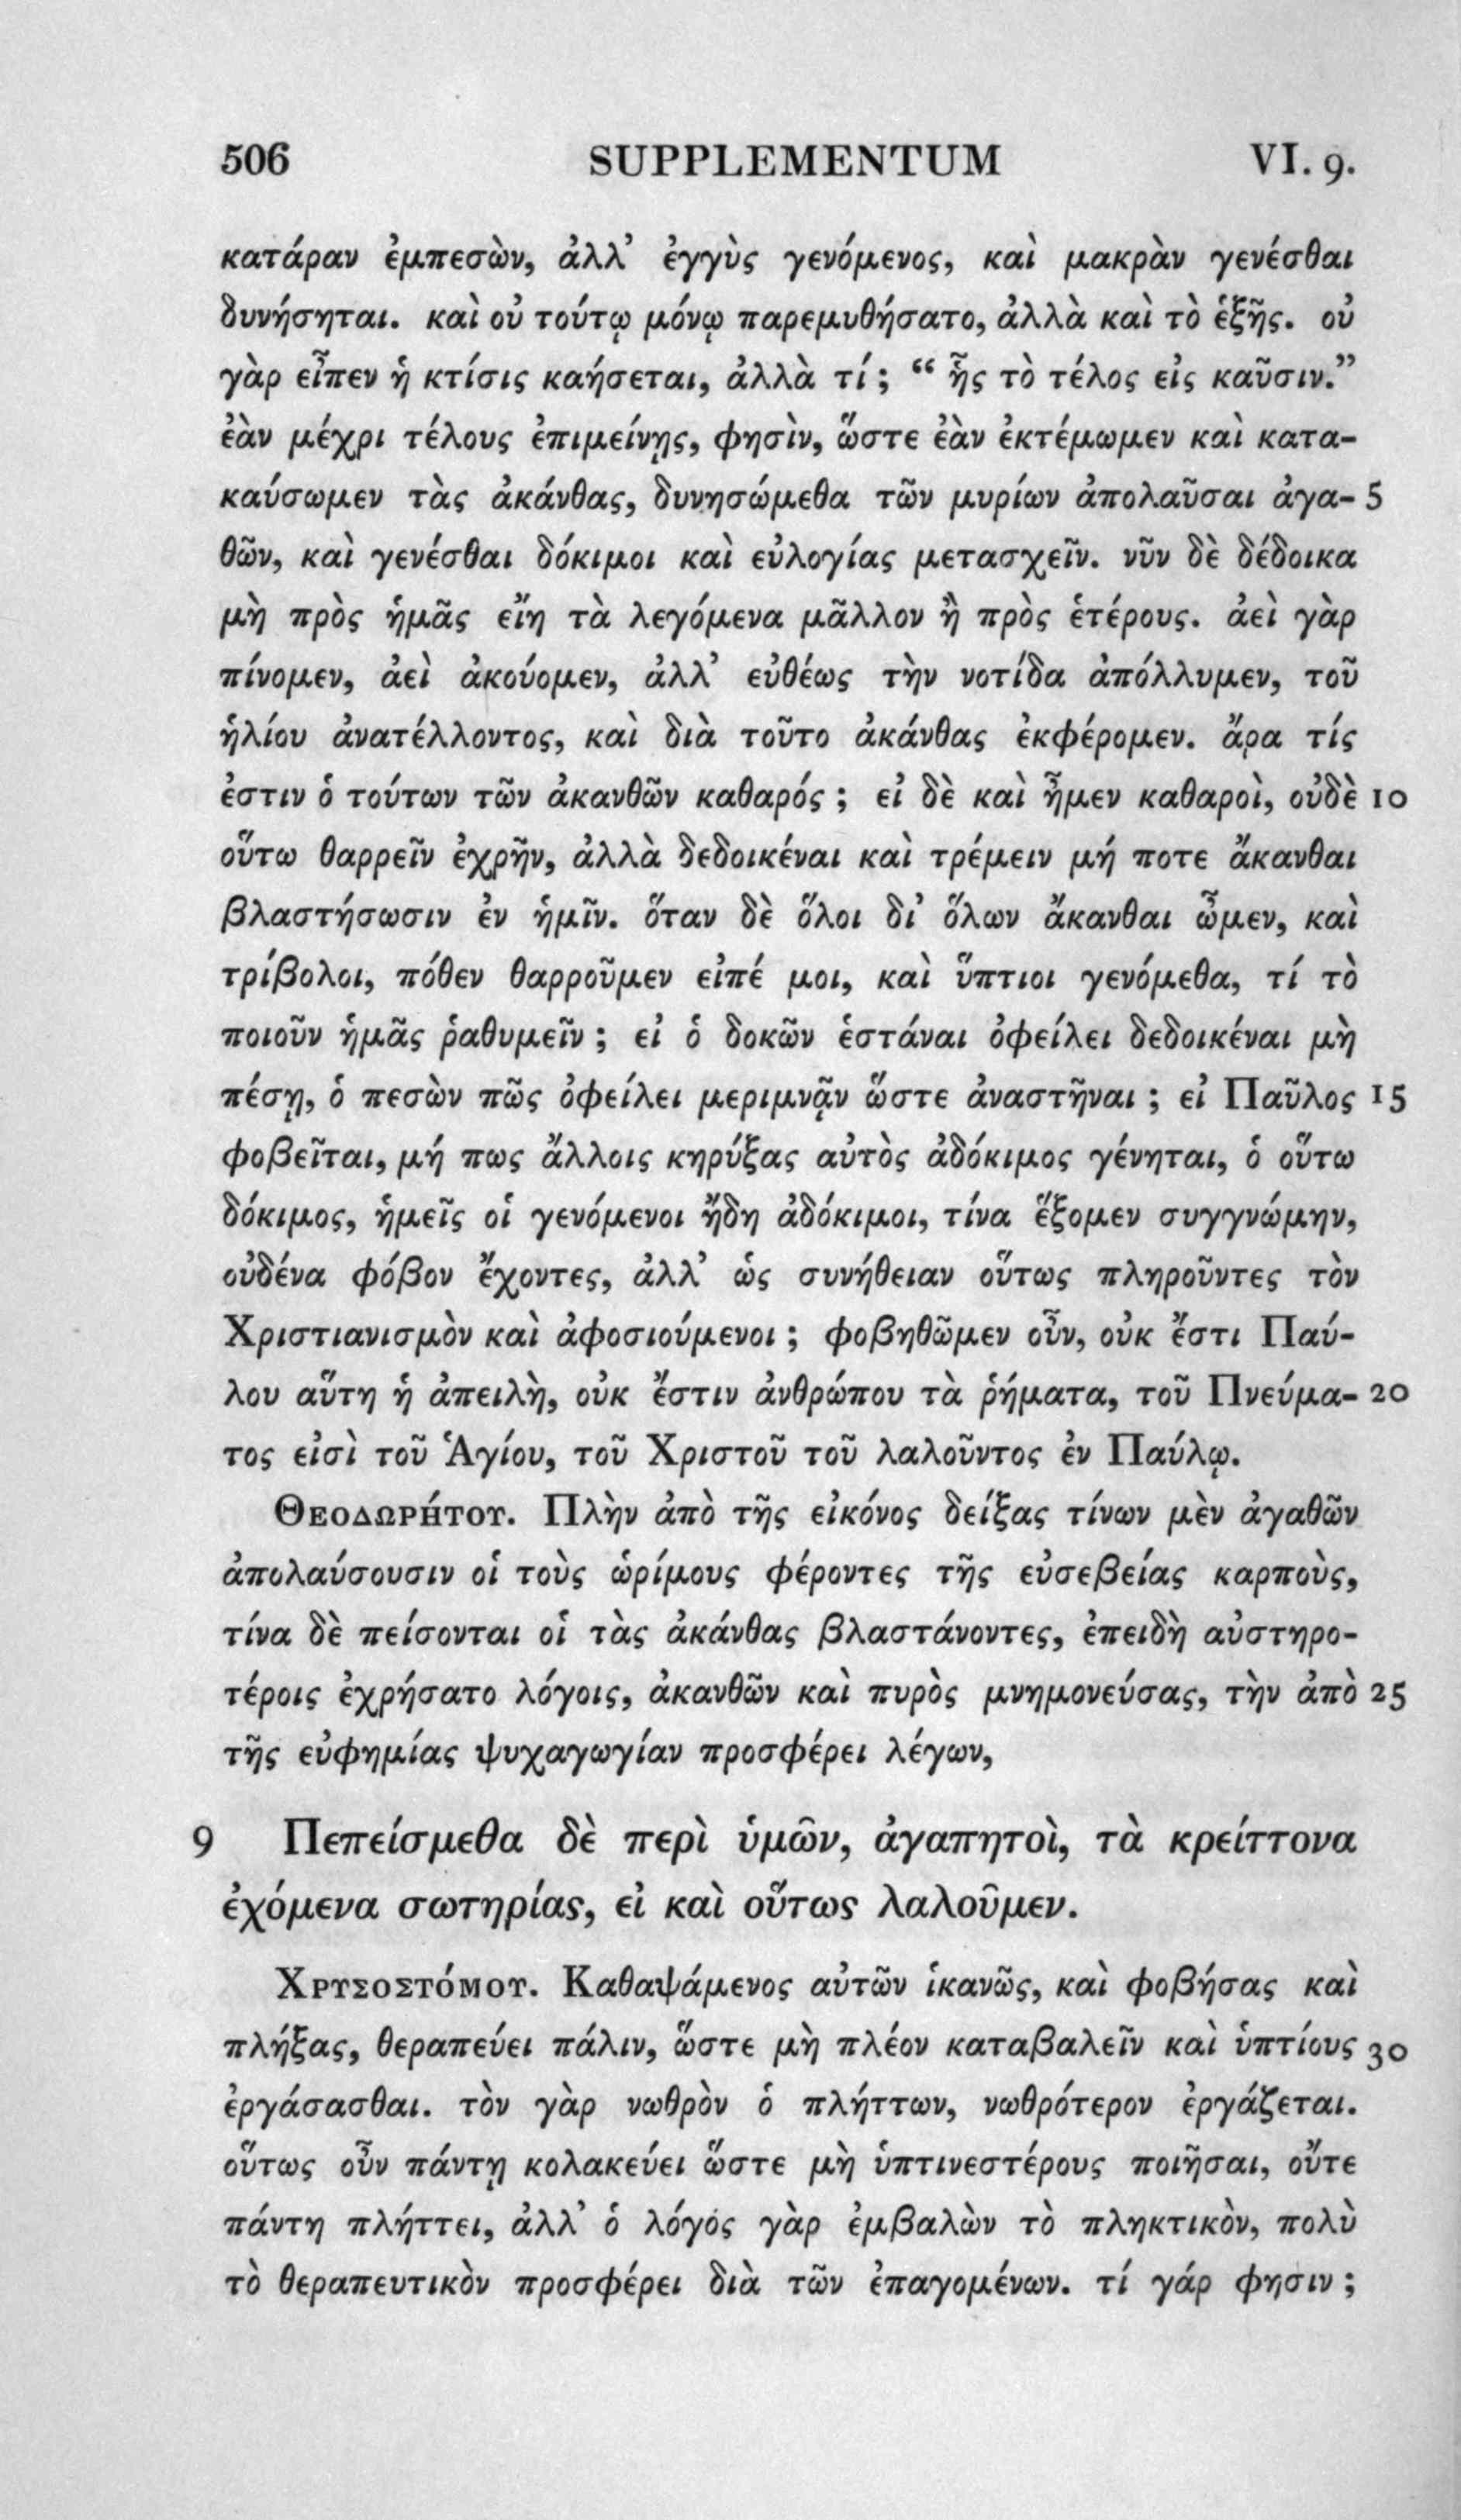 506 SUPPLEMENTUM VI. 9.
κατάραν ἐμπεσὼν, ἀλλ’ ἐγγὺς γενόμενος, καὶ μακρὰν γενέσθαι
δυνήσηται. καὶ οὐ τούτῳ μόνῳ παρεμυθήσατο, ἀλλὰ καὶ τὸ ἑξῆς. οὐ
γὰρ εἶπεν ἡ κτίσις καήσεται, ἀλλὰ τί; “ ἧς τὸ τέλος εἰς καῦσιν.”
ἐὰν μέχρι τέλους ἐπιμείνῃς, φησὶν, ὥστε ἐὰν ἐκτέμωμεν καὶ κατα-
καύσωμεν τὰς ἀκάνθας, δυνησώμεθα τῶν μυρίων ἀπολαῦσαι ἀγα- 5
θῶν, καὶ γενέσθαι δόκιμοι καὶ εὐλογίας μετασχεῖν. νῦν δὲ δέδοικα
μὴ πρὸς ἡμᾶς εἴη τὰ λεγόμενα μᾶλλον ἢ πρὸς ἑτέρους. ἀεὶ γὰρ
πίνομεν, ἀεὶ ἀκούομεν, ἀλλ’ εὐθέως τὴν νοτίδα ἀπόλλυμεν, τοῦ
ἡλίου ἀνατέλλοντος, καὶ διὰ τοῦτο ἀκάνθας ἐκφέρομεν. ἄρα τίς
ἐστιν ὁ τούτων τῶν ἀκανθῶν καθαρός; εἰ δὲ καὶ ἦμεν καθαροὶ, οὐδὲ 10
οὕτω θαρρεῖν ἐχρῆν, ἀλλὰ δεδοικέναι καὶ τρέμειν μή ποτε ἄκανθαι
βλαστήσωσιν ἐν ἡμῖν. ὅταν δὲ ὅλοι δι’ ὅλων ἄκανθαι ὦμεν, καὶ
τρίβολοι, πόθεν θαρροῦμεν εἰπέ μοι, καὶ ὕπτιοι γενόμεθα, τί τὸ
ποιοῦν ἡμᾶς ῥαθυμεῖν; εἰ ὁ δοκῶν ἑστάναι ὀφείλει δεδοικέναι μὴ
πέσῃ, ὁ πεσὼν πῶς ὀφείλει μεριμνᾷν ὥστε ἀναστῆναι; εἰ Παῦλος 15
φοβεῖται, μή πως ἄλλοις κηρύξας αὐτὸς ἀδόκιμος γένηται, ὁ οὕτω
δόκιμος, ἡμεῖς οἱ γενόμενοι ἤδη ἀδόκιμοι, τίνα ἕξομεν συγγνώμην,
οὐδένα φόβον ἔχοντες, ἀλλ’ ὡς συνήθειαν οὕτως πληροῦντες τὸν
Χριστιανισμὸν καὶ ἀφοσιούμενοι; φοβηθῶμεν οὖν, οὐκ ἔστι Παύ-
λου αὕτη ἡ ἀπειλὴ, οὐκ ἔστιν ἀνθρώπου τὰ ῥήματα, τοῦ Πνεύμα- 20
τος εἰσὶ τοῦ Ἁγίου, τοῦ Χριστοῦ τοῦ λαλοῦντος ἐν Παύλῳ.
ΘΕΟΔΩΡΉΤΟΥ. Πλὴν ἀπὸ τῆς εἰκόνος δείξας τίνων μὲν ἀγαθῶν
ἀπολαύσουσιν οἱ τοὺς ὡρίμους φέροντες τῆς εὐσεβείας καρποὺς,
τίνα δὲ πείσονται οἱ τὰς ἀκάνθας βλαστάνοντες, ἐπειδὴ αὐστηρο-
τέροις ἐχρήσατο λόγοις, ἀκανθῶν καὶ πυρὸς μνημονεύσας, τὴν ἀπὸ 25
τῆς εὐφημίας ψυχαγωγίαν προσφέρει λέγων,
9 Πεπείσμεθα δὲ περὶ ὑμῶν, ἀγαπητοὶ, τὰ κρείττονα
ἐχόμενα σωτηρίας, εἰ καὶ οὕτως λαλοῦμεν.
ΧΡΥΣΟΣΤΌΜΟΥ. Καθαψάμενος αὐτῶν ἱκανῶς, καὶ φοβήσας καὶ
πλήξας, θεραπεύει πάλιν, ὥστε μὴ πλέον καταβαλεῖν καὶ ὑπτίους 30
ἐργάσασθαι. τὸν γὰρ νωθρὸν ὁ πλήττων, νωθρότερον ἐργάζεται.
οὕτως οὖν πάντῃ κολακεύει ὥστε μὴ ὑπτινεστέρους ποιῆσαι, οὔτε
πάντη πλήττει, ἀλλ’ ὁ λόγος γὰρ ἐμβαλὼν τὸ πληκτικὸν, πολὺ
τὸ θεραπευτικὸν προσφέρει διὰ τῶν ἐπαγομένων. τί γάρ φησιν;